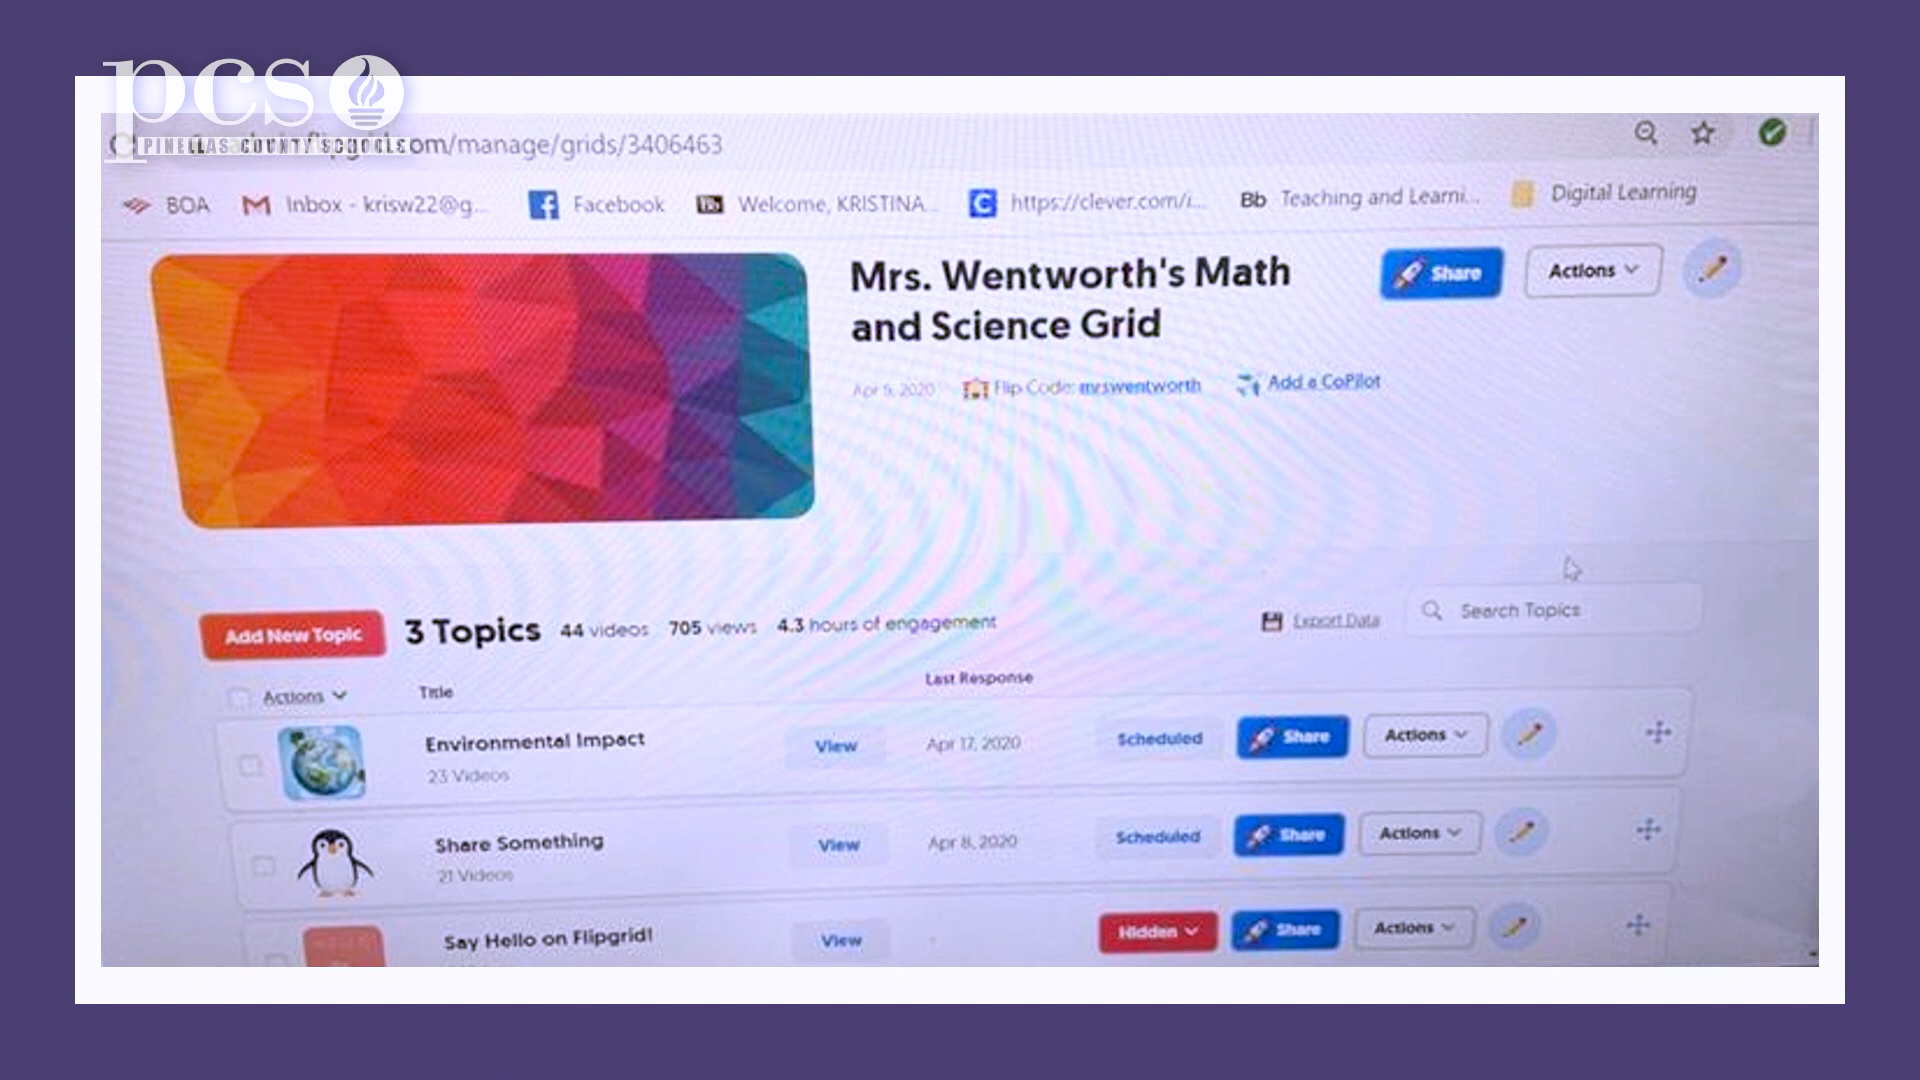 pcs
PINELLAS COUNTY SCHOOLS
om/manage/grids/3406463
BOA Inbox - krisw22@g... Facebook Welcome, KRISTINA... https://clever.com/i... Bb Teaching and Learni... Digital Learning
Mrs. Wentworth's Math
and Science Grid
Share Actions
Apr 5, 2020 Flip Code: mrswentworth Add a CoPilot
Add New Topic 3 Topics 44 videos 705 views 4.3 hours of engagement Export Data Search Topics
Actions Title Last Response
Environmental Impact View Apr 17, 2020 Scheduled Share Actions
23 Videos
Share Something View Apr 8, 2020 Scheduled Share Actions
21 Videos
Say Hello on Flipgrid! View Hidden Share Actions